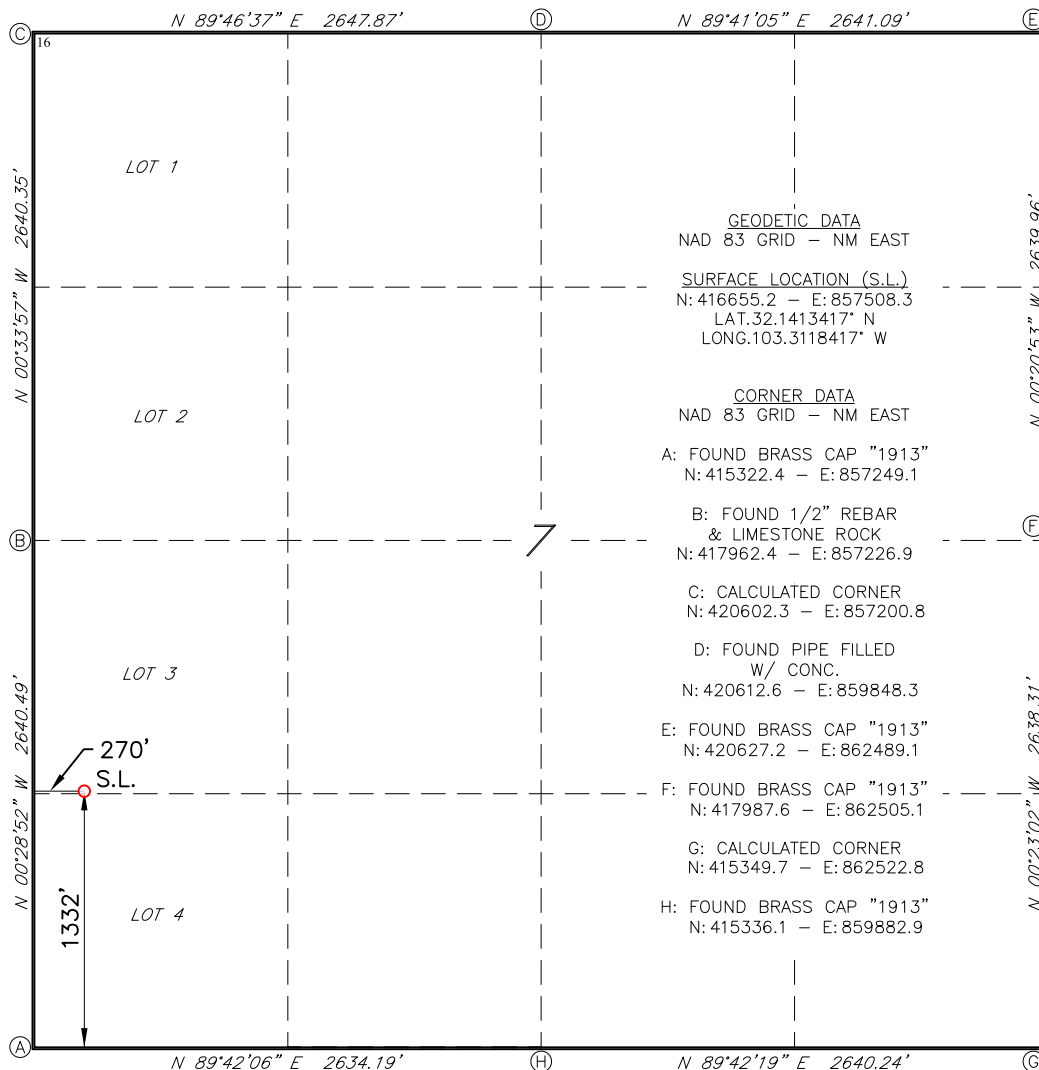 N 89°46'37" E 2647.87'
N 89°41'05" E 2641.09'
C
D
E
16
LOT 1
N 00°33'57" W 2640.35'
N 00°20'53" W 2639.96'
GEODETIC DATA
NAD 83 GRID – NM EAST
SURFACE LOCATION (S.L.)
N: 416655.2 – E: 857508.3
LAT.32.1413417° N
LONG.103.3118417° W
LOT 2
CORNER DATA
NAD 83 GRID – NM EAST
A: FOUND BRASS CAP "1913"
N: 415322.4 – E: 857249.1
B: FOUND 1/2" REBAR
& LIMESTONE ROCK
N: 417962.4 – E: 857226.9
B
7
F
C: CALCULATED CORNER
N: 420602.3 – E: 857200.8
D: FOUND PIPE FILLED
W/ CONC.
N: 420612.6 – E: 859848.3
E: FOUND BRASS CAP "1913"
N: 420627.2 – E: 862489.1
F: FOUND BRASS CAP "1913"
N: 417987.6 – E: 862505.1
G: CALCULATED CORNER
N: 415349.7 – E: 862522.8
H: FOUND BRASS CAP "1913"
N: 415336.1 – E: 859882.9
LOT 3
N 00°28'52" W 2640.49'
N 00°23'02" W 2638.31'
270'
S.L.
1332'
LOT 4
A
H
G
N 89°42'06" E 2634.19'
N 89°42'19" E 2640.24'